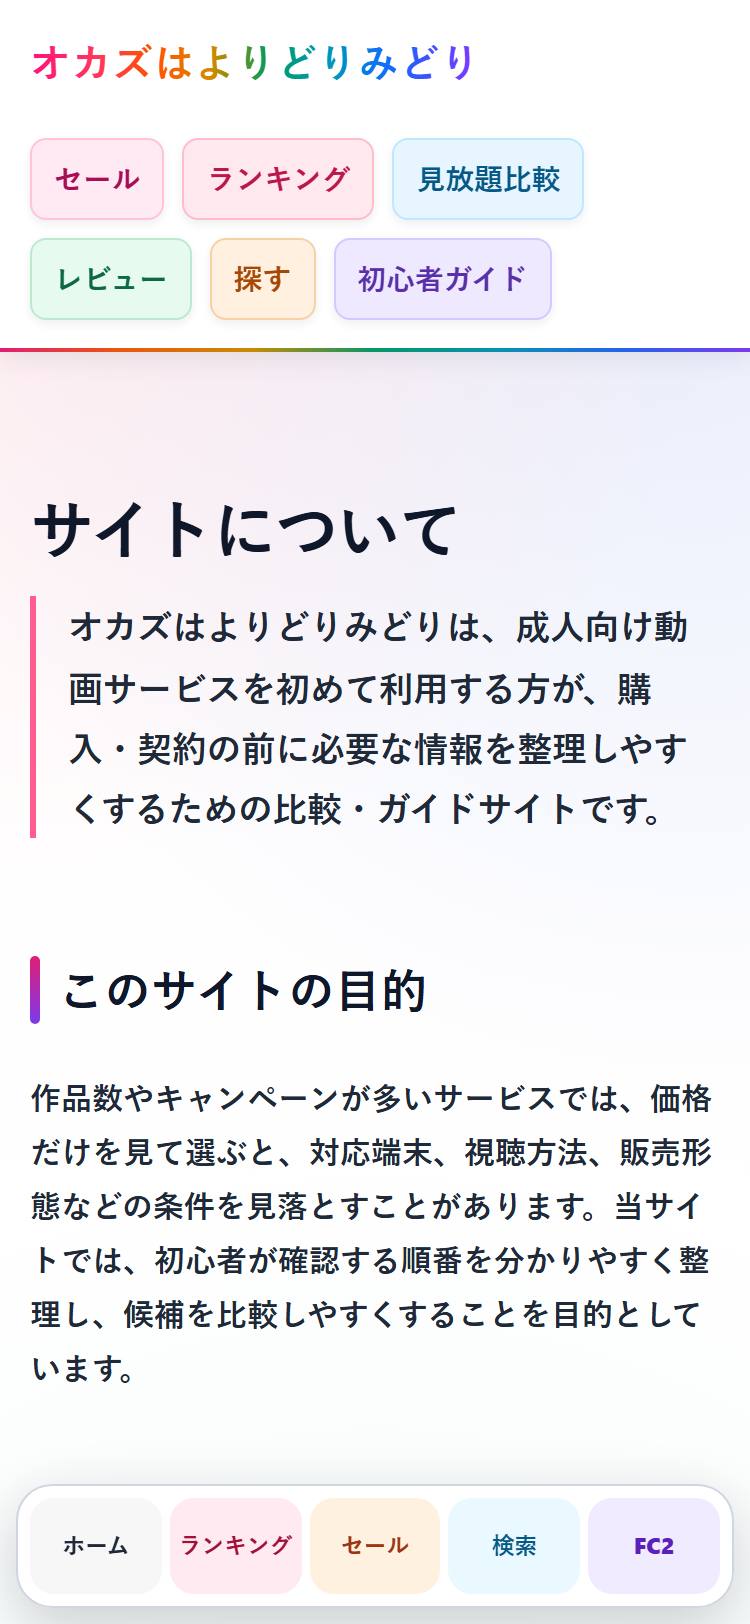 オカズはよりどりみどり
セール
ランキング
見放題比較
レビュー
探す
初心者ガイド
サイトについて
オカズはよりどりみどりは、成人向け動
画サービスを初めて利用する方が、購
入・契約の前に必要な情報を整理しやす
くするための比較・ガイドサイトです。
このサイトの目的
作品数やキャンペーンが多いサービスでは、価格
だけを見て選ぶと、対応端末、視聴方法、販売形
態などの条件を見落とすことがあります。当サイ
トでは、初心者が確認する順番を分かりやすく整
理し、候補を比較しやすくすることを目的として
います。
ホーム
ランキング
セール
検索
FC2